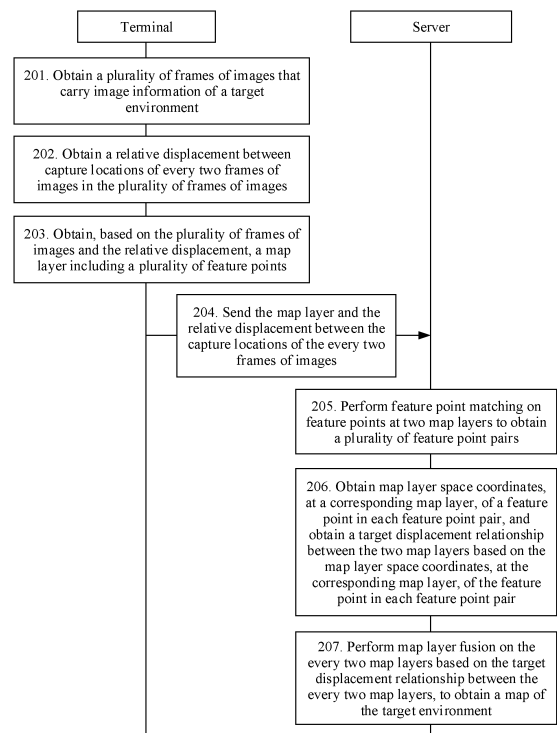 Terminal
Server
201. Obtain a plurality of frames of images that
carry image information of a target
environment
202. Obtain a relative displacement between
capture locations of every two frames of
images in the plurality of frames of images
203. Obtain, based on the plurality of frames of
images and the relative displacement, a map
layer including a plurality of feature points
204. Send the map layer and the
relative displacement between the
capture locations of the every two
frames of images
205. Perform feature point matching on
feature points at two map layers to obtain
a plurality of feature point pairs
206. Obtain map layer space coordinates,
at a corresponding map layer, of a feature
point in each feature point pair, and
obtain a target displacement relationship
between the two map layers based on the
map layer space coordinates, at the
corresponding map layer, of the feature
point in each feature point pair
207. Perform map layer fusion on the
every two map layers based on the target
displacement relationship between the
every two map layers, to obtain a map of
the target environment